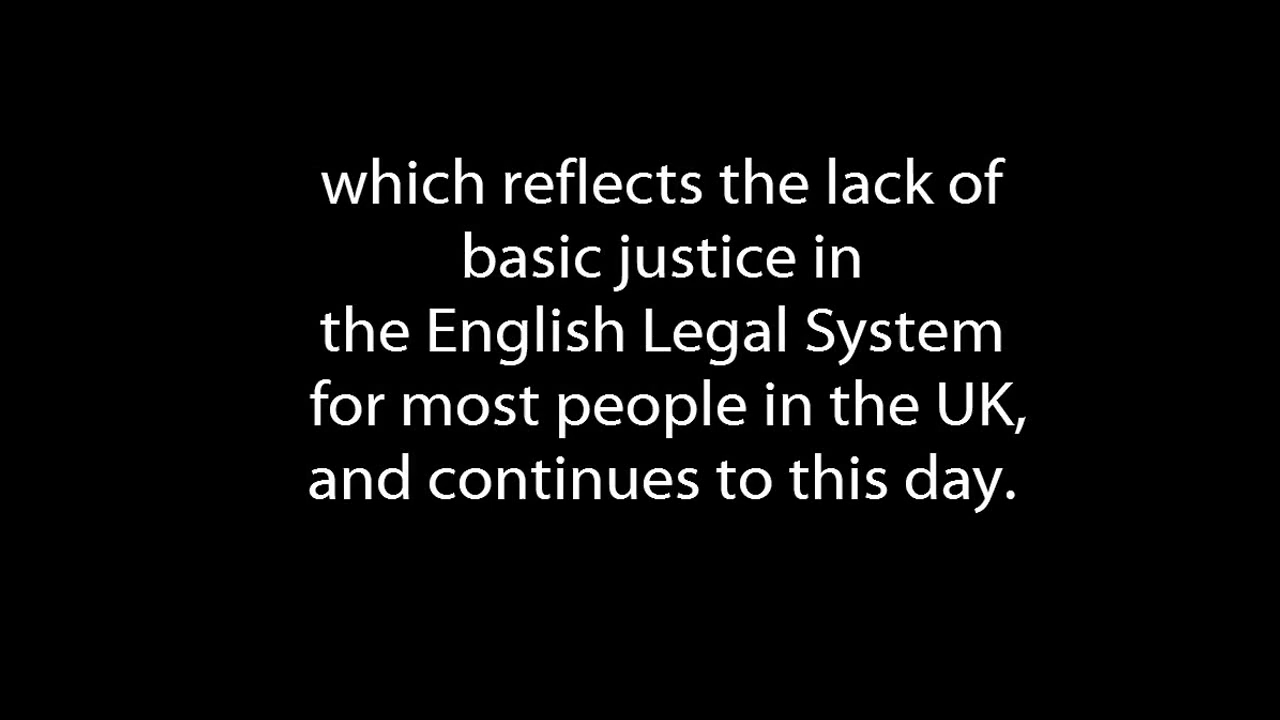 which reflects the lack of
basic justice in
the English Legal System
for most people in the UK,
and continues to this day.